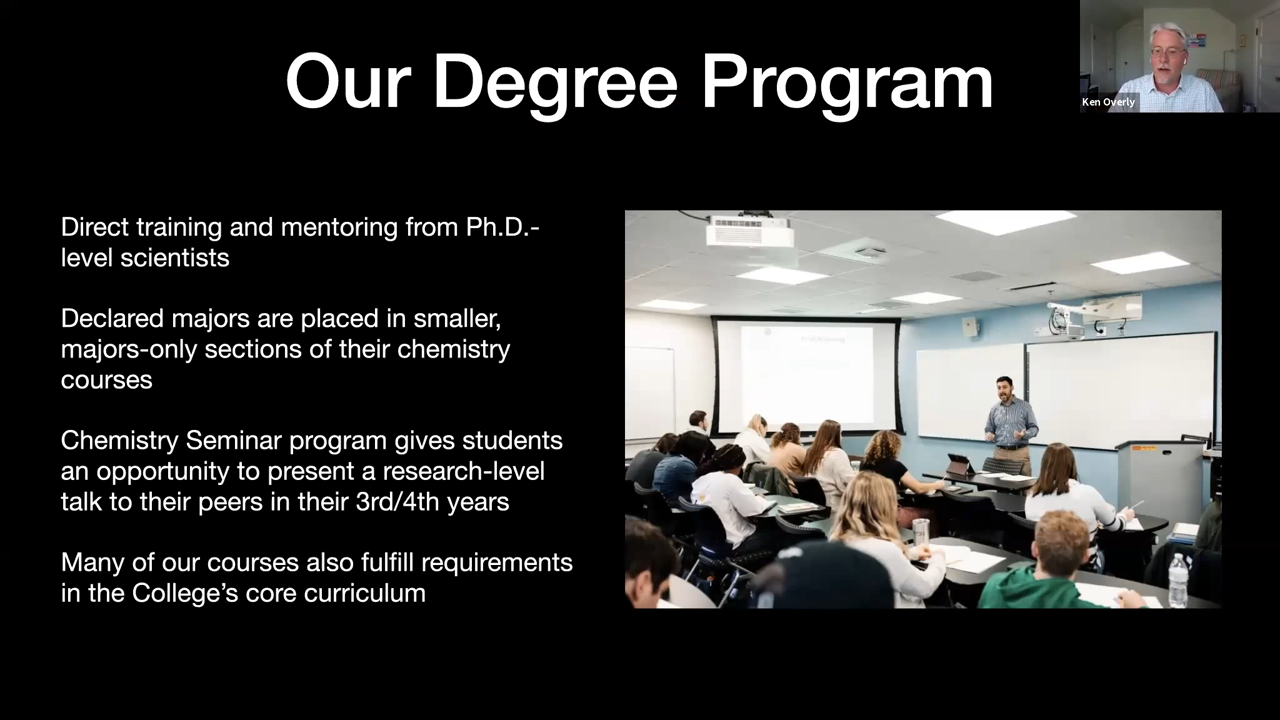 Our Degree Program
Ken Overly
Direct training and mentoring from Ph.D.-
level scientists
Declared majors are placed in smaller,
majors-only sections of their chemistry
courses
Chemistry Seminar program gives students
an opportunity to present a research-level
talk to their peers in their 3rd/4th years
Many of our courses also fulfill requirements
in the College’s core curriculum